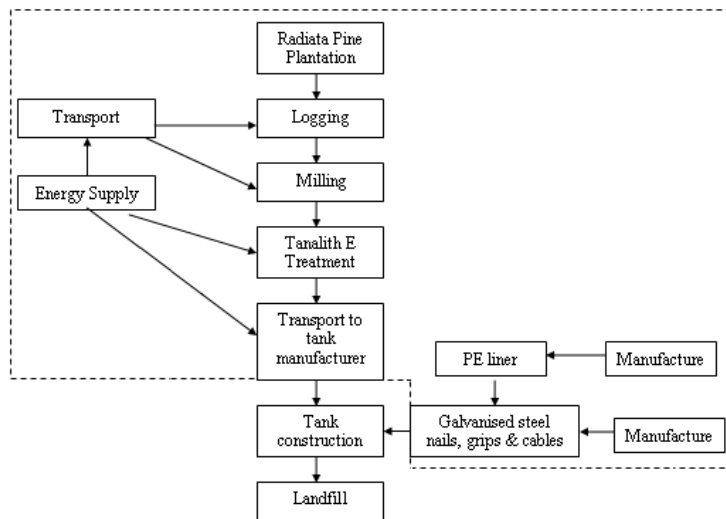 Radiata Pine
Plantation
Transport
Logging
Milling
Energy Supply
Tanalith E
Treatment
Transport to
tank
manufacturer
PE liner
Manufacture
Tank
construction
Galvanised steel
nails, grips & cables
Manufacture
Landfill